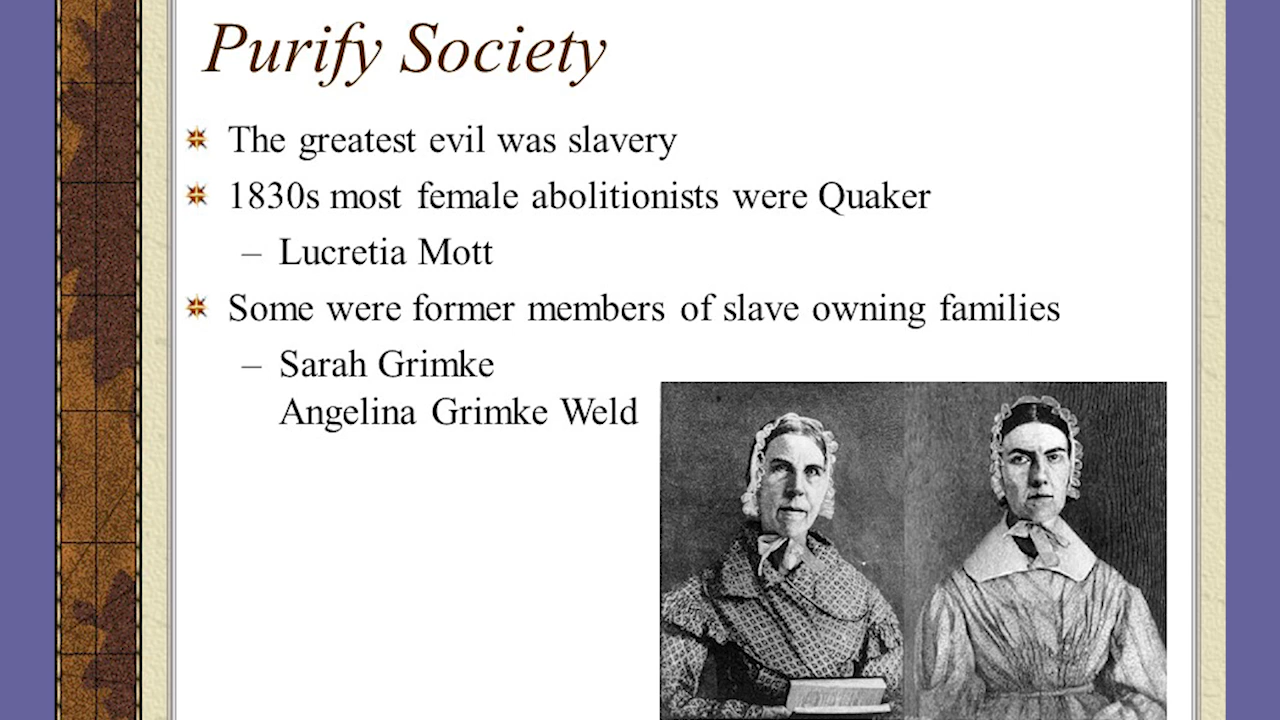 Purify Society
The greatest evil was slavery
1830s most female abolitionists were Quaker
– Lucretia Mott
Some were former members of slave owning families
– Sarah Grimke
Angelina Grimke Weld